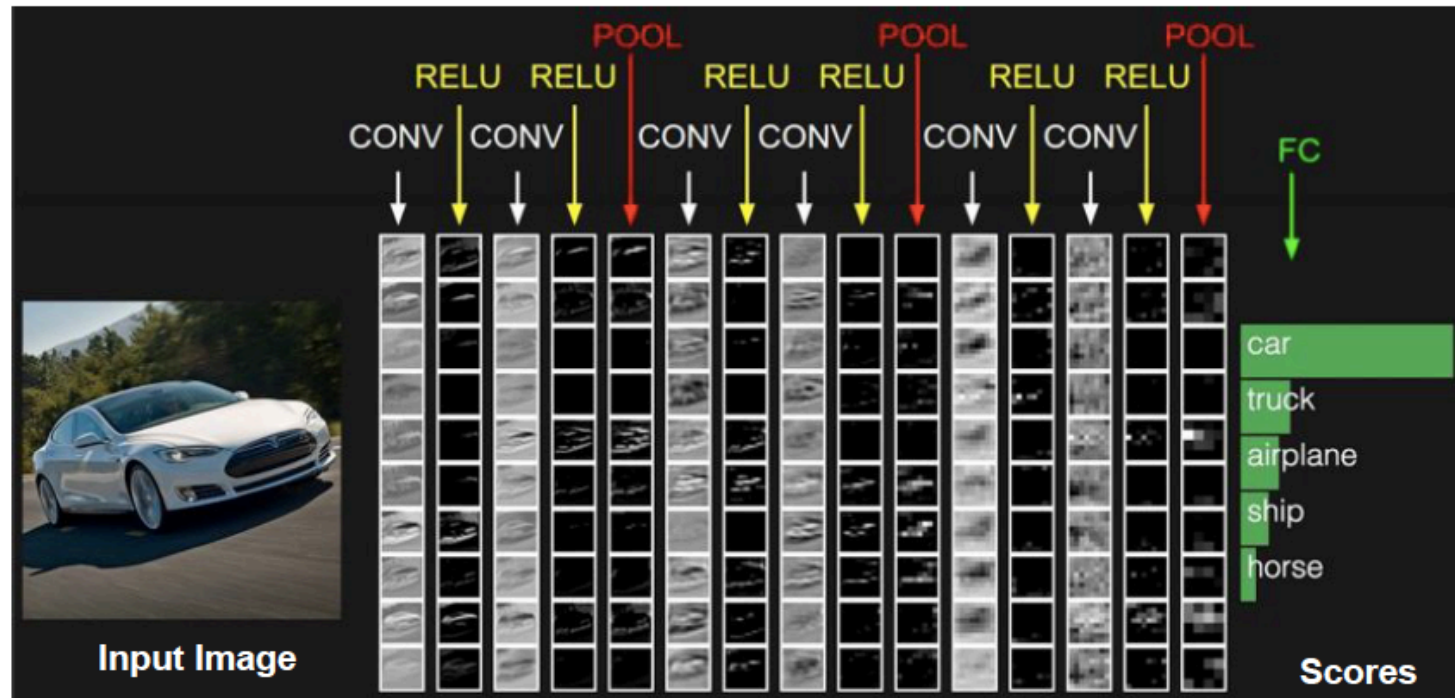 POOL POOL POOL
RELU RELU RELU RELU RELU RELU
CONV CONV CONV CONV CONV CONV
FC
car
truck
airplane
ship
horse
Input Image
Scores